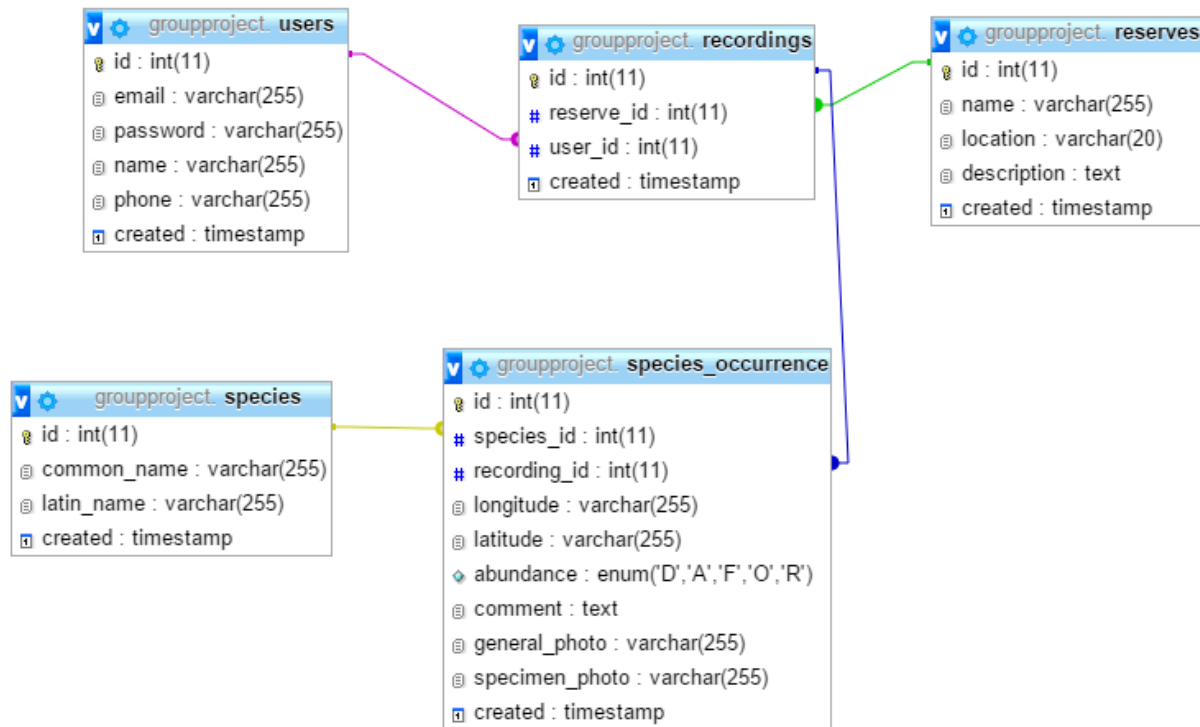 groupproject. users
id : int(11)
email : varchar(255)
password : varchar(255)
name : varchar(255)
phone : varchar(255)
created : timestamp
groupproject. recordings
id : int(11)
# reserve_id : int(11)
# user_id : int(11)
created : timestamp
groupproject. reserves
id : int(11)
name : varchar(255)
location : varchar(20)
description : text
created : timestamp
groupproject. species
id : int(11)
common_name : varchar(255)
latin_name : varchar(255)
created : timestamp
groupproject. species_occurrence
id : int(11)
# species_id : int(11)
# recording_id : int(11)
longitude : varchar(255)
latitude : varchar(255)
abundance : enum('D','A','F','O','R')
comment : text
general_photo : varchar(255)
specimen_photo : varchar(255)
created : timestamp